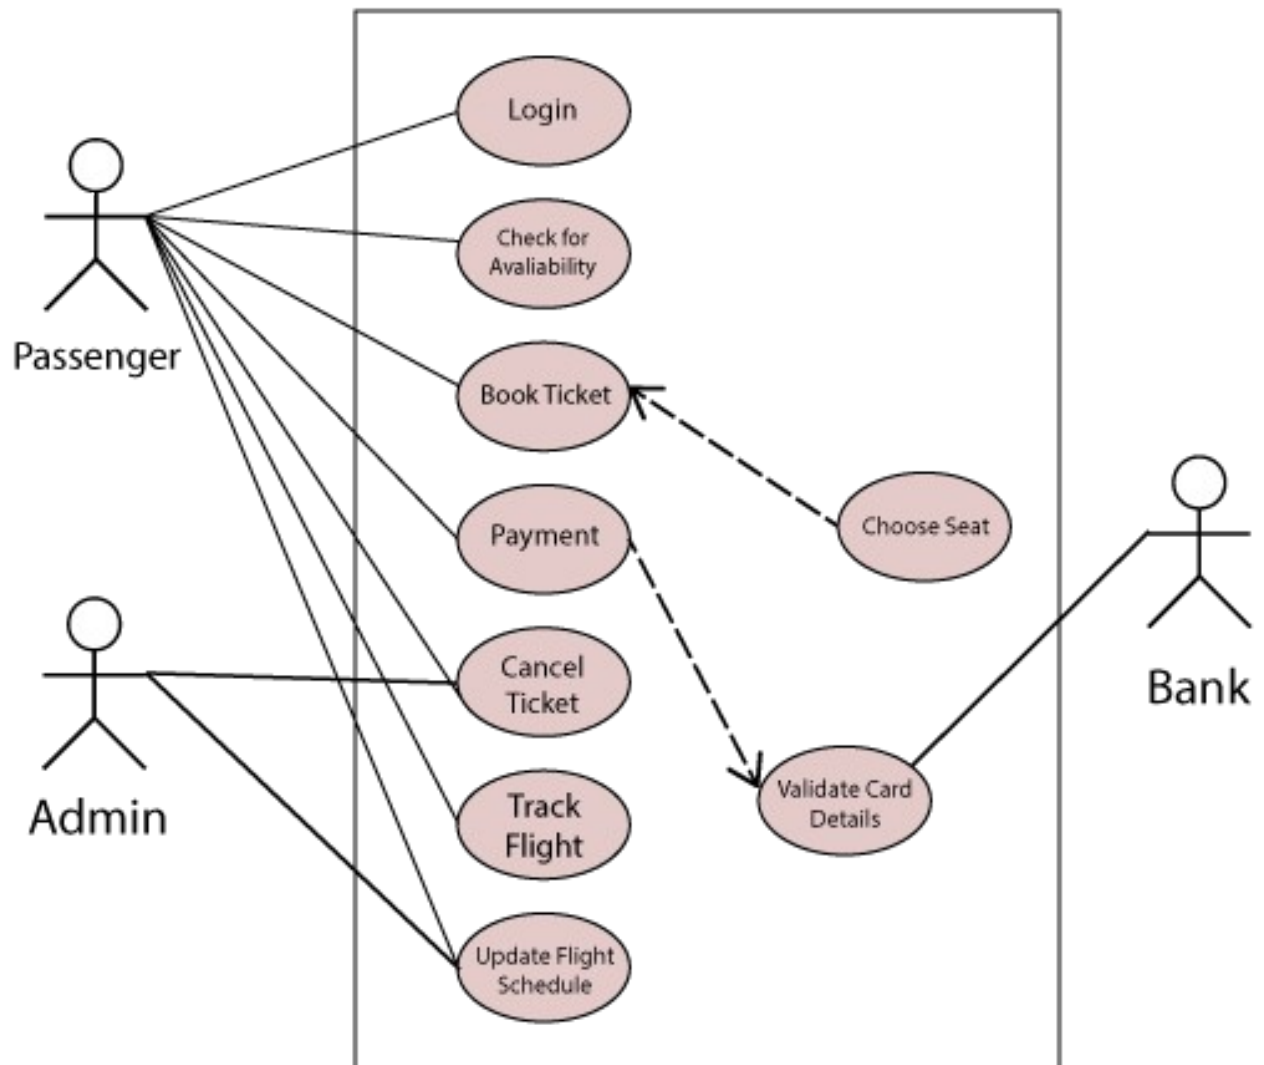 Login
Check for
Avaliability
Passenger
Book Ticket
Choose Seat
Payment
Cancel
Ticket
Bank
Validate Card
Details
Admin
Track
Flight
Update Flight
Schedule